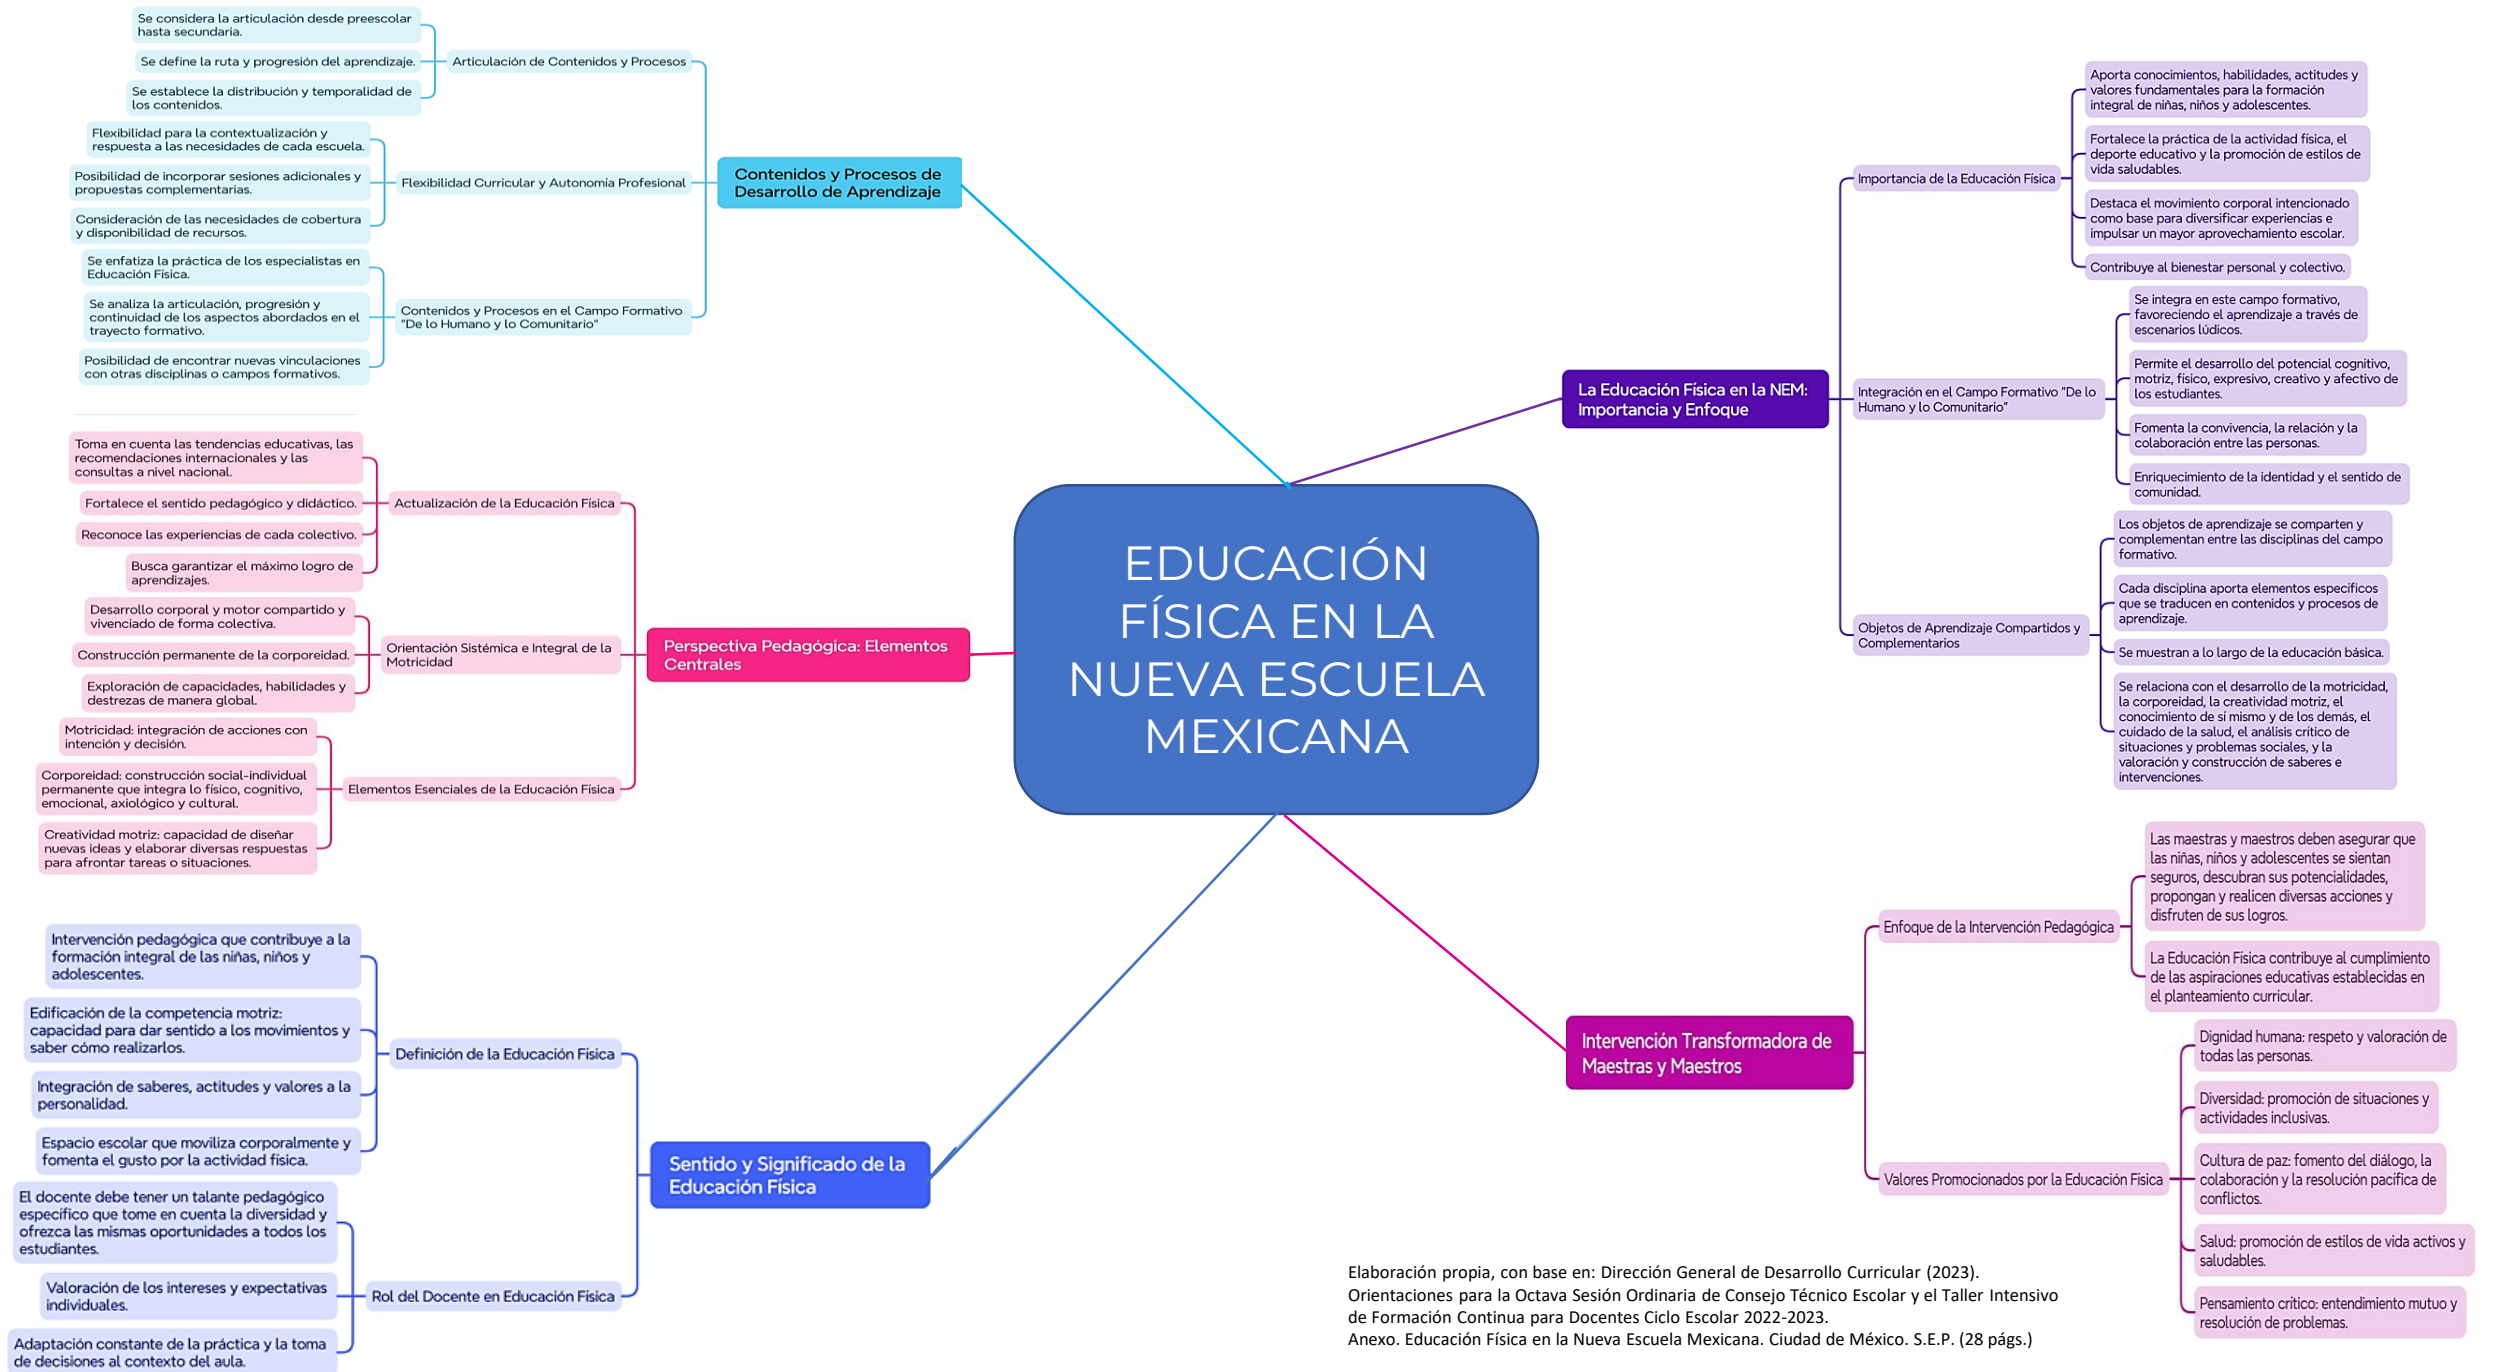 EDUCACIÓN
FÍSICA EN LA
NUEVA ESCUELA
MEXICANA
Contenidos y Procesos de
Desarrollo de Aprendizaje
Articulación de Contenidos y Procesos
Se considera la articulación desde preescolar
hasta secundaria.
Se define la ruta y progresión del aprendizaje.
Se establece la distribución y temporalidad de
los contenidos.
Flexibilidad Curricular y Autonomía Profesional
Flexibilidad para la contextualización y
respuesta a las necesidades de cada escuela.
Posibilidad de incorporar sesiones adicionales y
propuestas complementarias.
Consideración de las necesidades de cobertura
y disponibilidad de recursos.
Contenidos y Procesos en el Campo Formativo
"De lo Humano y lo Comunitario"
Se enfatiza la práctica de los especialistas en
Educación Física.
Se analiza la articulación, progresión y
continuidad de los aspectos abordados en el
trayecto formativo.
Posibilidad de encontrar nuevas vinculaciones
con otras disciplinas o campos formativos.
Perspectiva Pedagógica: Elementos
Centrales
Actualización de la Educación Física
Toma en cuenta las tendencias educativas, las
recomendaciones internacionales y las
consultas a nivel nacional.
Fortalece el sentido pedagógico y didáctico.
Reconoce las experiencias de cada colectivo.
Busca garantizar el máximo logro de
aprendizajes.
Orientación Sistémica e Integral de la
Motricidad
Desarrollo corporal y motor compartido y
vivenciado de forma colectiva.
Construcción permanente de la corporeidad.
Exploración de capacidades, habilidades y
destrezas de manera global.
Elementos Esenciales de la Educación Física
Motricidad: integración de acciones con
intención y decisión.
Corporeidad: construcción social-individual
permanente que integra lo físico, cognitivo,
emocional, axiológico y cultural.
Creatividad motriz: capacidad de diseñar
nuevas ideas y elaborar diversas respuestas
para afrontar tareas o situaciones.
Sentido y Significado de la
Educación Física
Definición de la Educación Física
Intervención pedagógica que contribuye a la
formación integral de las niñas, niños y
adolescentes.
Edificación de la competencia motriz:
capacidad para dar sentido a los movimientos y
saber cómo realizarlos.
Integración de saberes, actitudes y valores a la
personalidad.
Espacio escolar que moviliza corporalmente y
fomenta el gusto por la actividad física.
Rol del Docente en Educación Física
El docente debe tener un talante pedagógico
específico que tome en cuenta la diversidad y
ofrezca las mismas oportunidades a todos los
estudiantes.
Valoración de los intereses y expectativas
individuales.
Adaptación constante de la práctica y la toma
de decisiones al contexto del aula.
La Educación Física en la NEM:
Importancia y Enfoque
Importancia de la Educación Física
Aporta conocimientos, habilidades, actitudes y
valores fundamentales para la formación
integral de niñas, niños y adolescentes.
Fortalece la práctica de la actividad física, el
deporte educativo y la promoción de estilos de
vida saludables.
Destaca el movimiento corporal intencionado
como base para diversificar experiencias e
impulsar un mayor aprovechamiento escolar.
Contribuye al bienestar personal y colectivo.
Integración en el Campo Formativo "De lo
Humano y lo Comunitario"
Se integra en este campo formativo,
favoreciendo el aprendizaje a través de
escenarios lúdicos.
Permite el desarrollo del potencial cognitivo,
motriz, físico, expresivo, creativo y afectivo de
los estudiantes.
Fomenta la convivencia, la relación y la
colaboración entre las personas.
Enriquecimiento de la identidad y el sentido de
comunidad.
Objetos de Aprendizaje Compartidos y
Complementarios
Los objetos de aprendizaje se comparten y
complementan entre las disciplinas del campo
formativo.
Cada disciplina aporta elementos específicos
que se traducen en contenidos y procesos de
aprendizaje.
Se muestran a lo largo de la educación básica.
Se relaciona con el desarrollo de la motricidad,
la corporeidad, la creatividad motriz, el
conocimiento de sí mismo y de los demás, el
cuidado de la salud, el análisis crítico de
situaciones y problemas sociales, y la
valoración y construcción de saberes e
intervenciones.
Intervención Transformadora de
Maestras y Maestros
Enfoque de la Intervención Pedagógica
Las maestras y maestros deben asegurar que
las niñas, niños y adolescentes se sientan
seguros, descubran sus potencialidades,
propongan y realicen diversas acciones y
disfruten de sus logros.
La Educación Física contribuye al cumplimiento
de las aspiraciones educativas establecidas en
el planteamiento curricular.
Valores Promocionados por la Educación Física
Dignidad humana: respeto y valoración de
todas las personas.
Diversidad: promoción de situaciones y
actividades inclusivas.
Cultura de paz: fomento del diálogo, la
colaboración y la resolución pacífica de
conflictos.
Salud: promoción de estilos de vida activos y
saludables.
Pensamiento crítico: entendimiento mutuo y
resolución de problemas.
Elaboración propia, con base en: Dirección General de Desarrollo Curricular (2023).
Orientaciones para la Octava Sesión Ordinaria de Consejo Técnico Escolar y el Taller Intensivo
de Formación Continua para Docentes Ciclo Escolar 2022-2023.
Anexo. Educación Física en la Nueva Escuela Mexicana. Ciudad de México. S.E.P. (28 págs.)